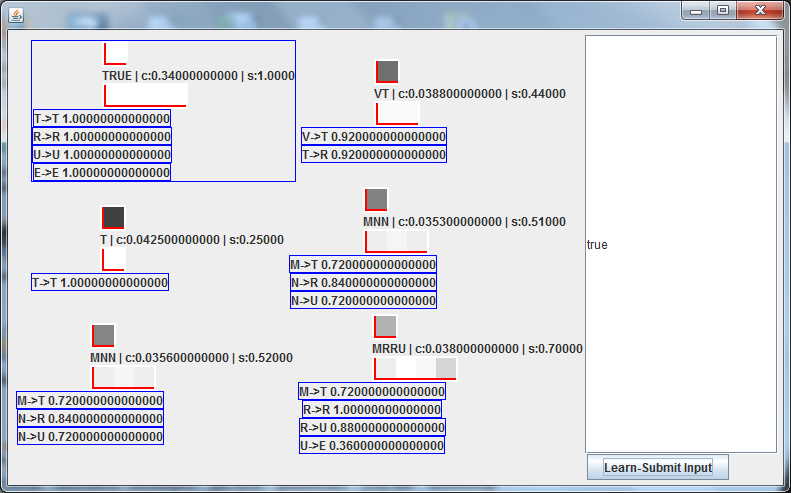 TRUE | c:0.34000000000 | s:1.0000
T->T 1.00000000000000
R->R 1.00000000000000
U->U 1.00000000000000
E->E 1.00000000000000
VT | c:0.038800000000 | s:0.44000
V->T 0.920000000000000
T->R 0.920000000000000
T | c:0.042500000000 | s:0.25000
T->T 1.00000000000000
MNN | c:0.035300000000 | s:0.51000
M->T 0.720000000000000
N->R 0.840000000000000
N->U 0.720000000000000
MNN | c:0.035600000000 | s:0.52000
M->T 0.720000000000000
N->R 0.840000000000000
N->U 0.720000000000000
MRRU | c:0.038000000000 | s:0.70000
M->T 0.720000000000000
R->R 1.00000000000000
R->U 0.880000000000000
U->E 0.360000000000000
true
Learn-Submit Input